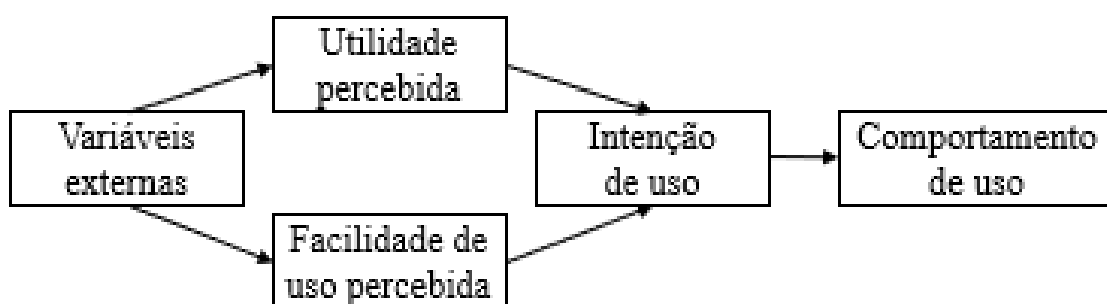 Utilidade
percebida
Variáveis
externas
Intenção
de uso
Comportamento
de uso
Facilidade de
uso percebida